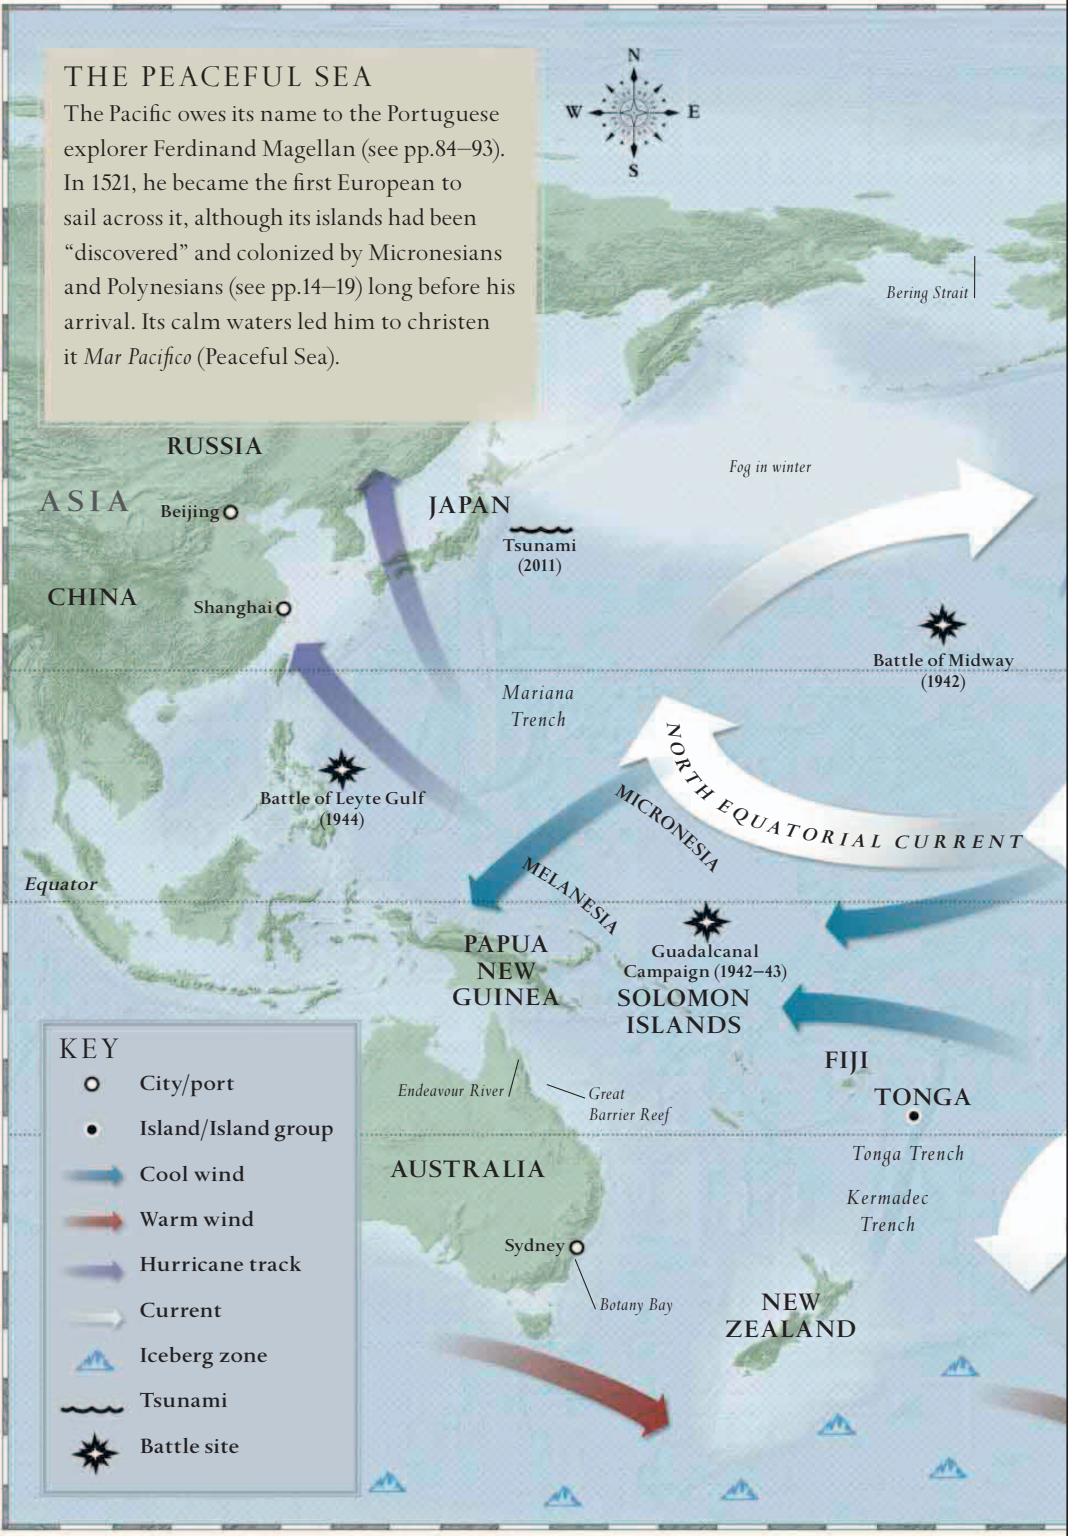 THE PEACEFUL SEA
The Pacific owes its name to the Portuguese
explorer Ferdinand Magellan (see pp.84–93).
In 1521, he became the first European to
sail across it, although its islands had been
“discovered” and colonized by Micronesians
and Polynesians (see pp.14–19) long before his
arrival. Its calm waters led him to christen
it Mar Pacifico (Peaceful Sea).
N
W
E
S
Bering Strait
RUSSIA
Fog in winter
ASIA
Beijing
JAPAN
Tsunami
(2011)
CHINA
Shanghai
Battle of Midway
(1942)
Mariana
Trench
NORTH EQUATORIAL CURRENT
Battle of Leyte Gulf
(1944)
MICRONESIA
MELANESIA
Equator
PAPUA
NEW
GUINEA
Guadalcanal
Campaign (1942–43)
SOLOMON
ISLANDS
FIJI
TONGA
Endeavour River
Great
Barrier Reef
Tonga Trench
AUSTRALIA
Kermadec
Trench
Sydney
Botany Bay
NEW
ZEALAND
KEY
City/port
Island/Island group
Cool wind
Warm wind
Hurricane track
Current
Iceberg zone
Tsunami
Battle site